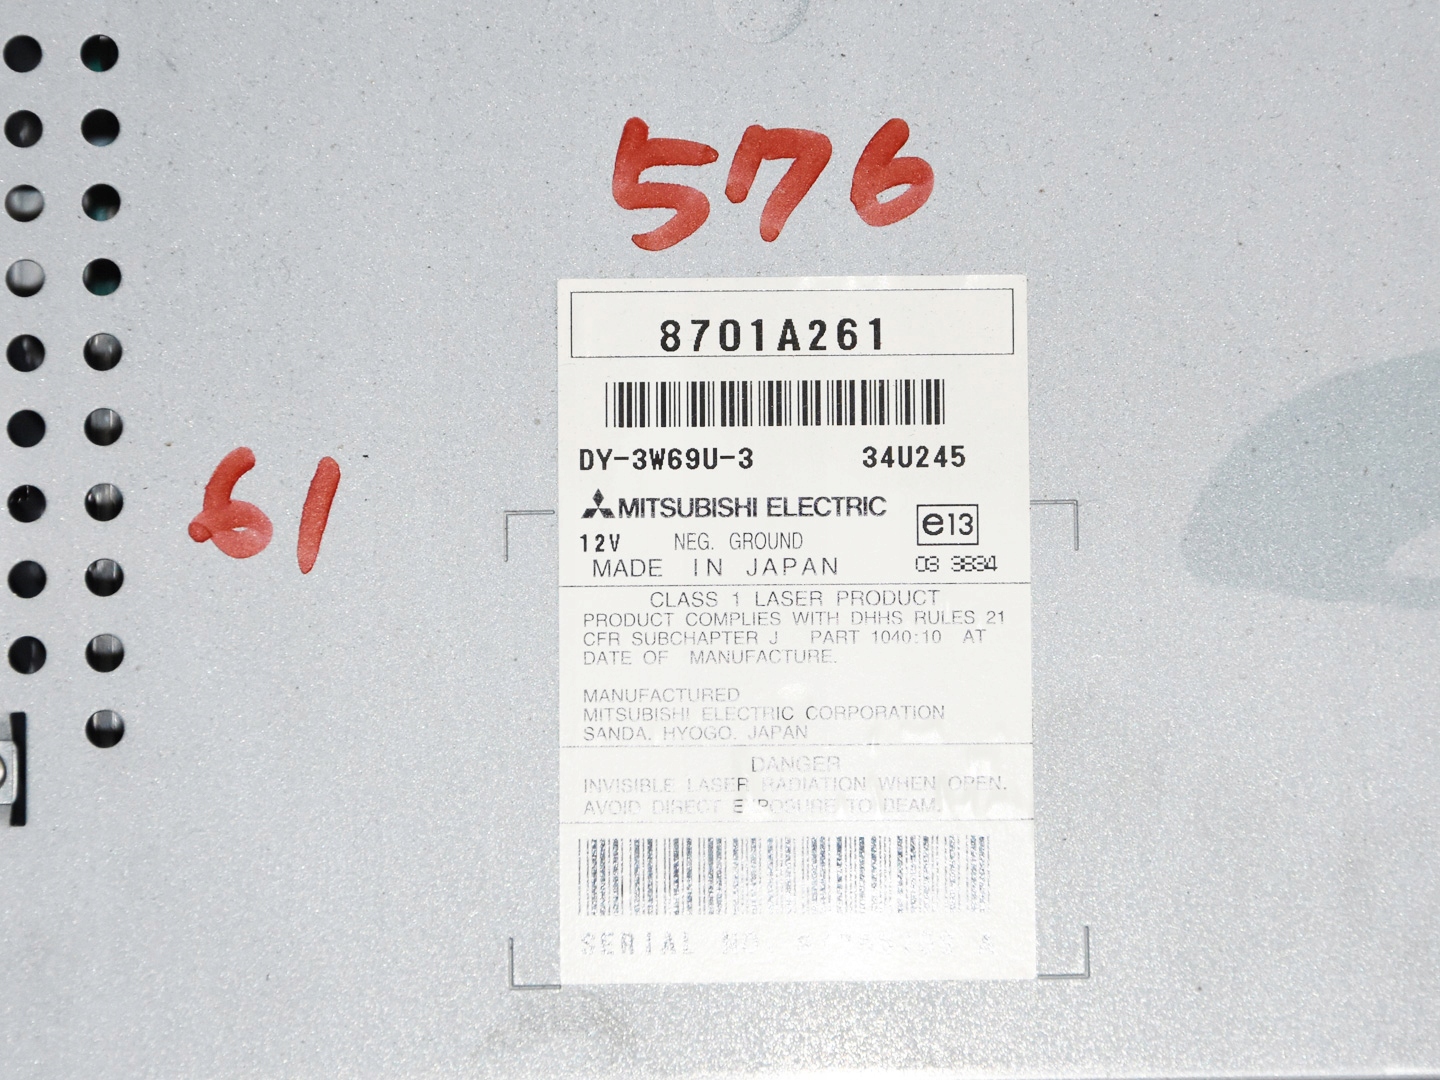 576
61
8701A261
DY-3W69U-3 34U245
MITSUBISHI ELECTRIC
e13
12V NEG. GROUND
MADE IN JAPAN 03 3884
CLASS 1 LASER PRODUCT
PRODUCT COMPLIES WITH DHHS RULES 21
CFR SUBCHAPTER J PART 1040:10 AT
DATE OF MANUFACTURE.
MANUFACTURED
MITSUBISHI ELECTRIC CORPORATION
SANDA. HYOGO. JAPAN
DANGER
INVISIBLE LASER RADIATION WHEN OPEN.
AVOID DIRECT EXPOSURE TO BEAM.
SERIAL NO